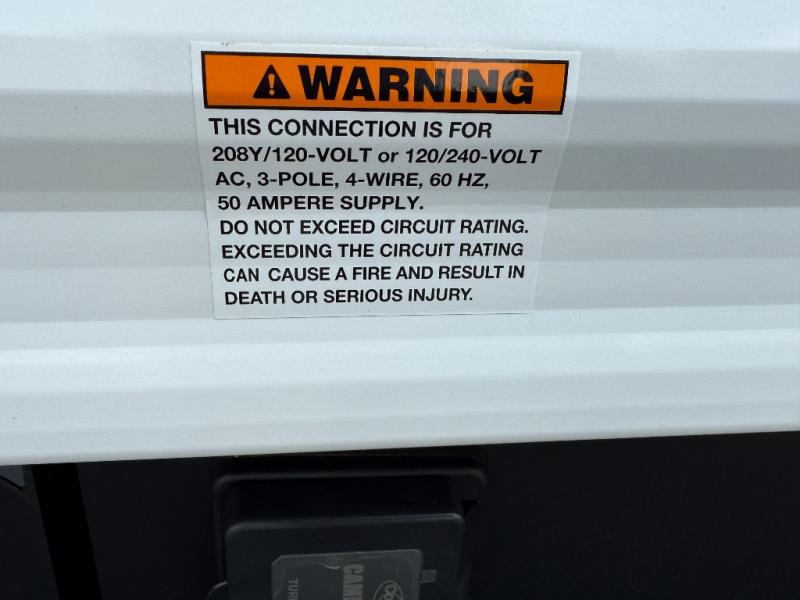 WARNING
THIS CONNECTION IS FOR
208Y/120-VOLT or 120/240-VOLT
AC, 3-POLE, 4-WIRE, 60 HZ,
50 AMPERE SUPPLY.
DO NOT EXCEED CIRCUIT RATING.
EXCEEDING THE CIRCUIT RATING
CAN CAUSE A FIRE AND RESULT IN
DEATH OR SERIOUS INJURY.